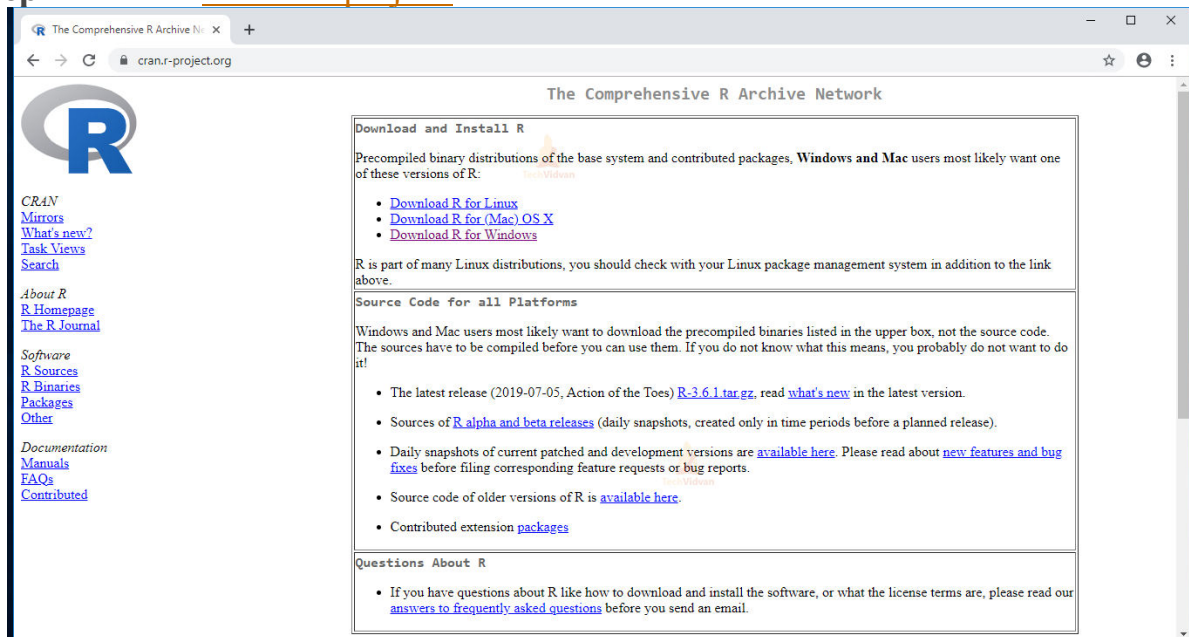 The Comprehensive R Archive Ne
cran.r-project.org
The Comprehensive R Archive Network
R
CRAN
Mirrors
What's new?
Task Views
Search
About R
R Homepage
The R Journal
Software
R Sources
R Binaries
Packages
Other
Documentation
Manuals
FAQs
Contributed
Download and Install R
Precompiled binary distributions of the base system and contributed packages, Windows and Mac users most likely want one
of these versions of R:
TechVidvan
• Download R for Linux
• Download R for (Mac) OS X
• Download R for Windows
R is part of many Linux distributions, you should check with your Linux package management system in addition to the link
above.
Source Code for all Platforms
Windows and Mac users most likely want to download the precompiled binaries listed in the upper box, not the source code.
The sources have to be compiled before you can use them. If you do not know what this means, you probably do not want to do
it!
• The latest release (2019-07-05, Action of the Toes) R-3.6.1.tar.gz, read what's new in the latest version.
• Sources of R alpha and beta releases (daily snapshots, created only in time periods before a planned release).
• Daily snapshots of current patched and development versions are available here. Please read about new features and bug
fixes before filing corresponding feature requests or bug reports.
TechVidvan
• Source code of older versions of R is available here.
• Contributed extension packages
Questions About R
• If you have questions about R like how to download and install the software, or what the license terms are, please read our
answers to frequently asked questions before you send an email.